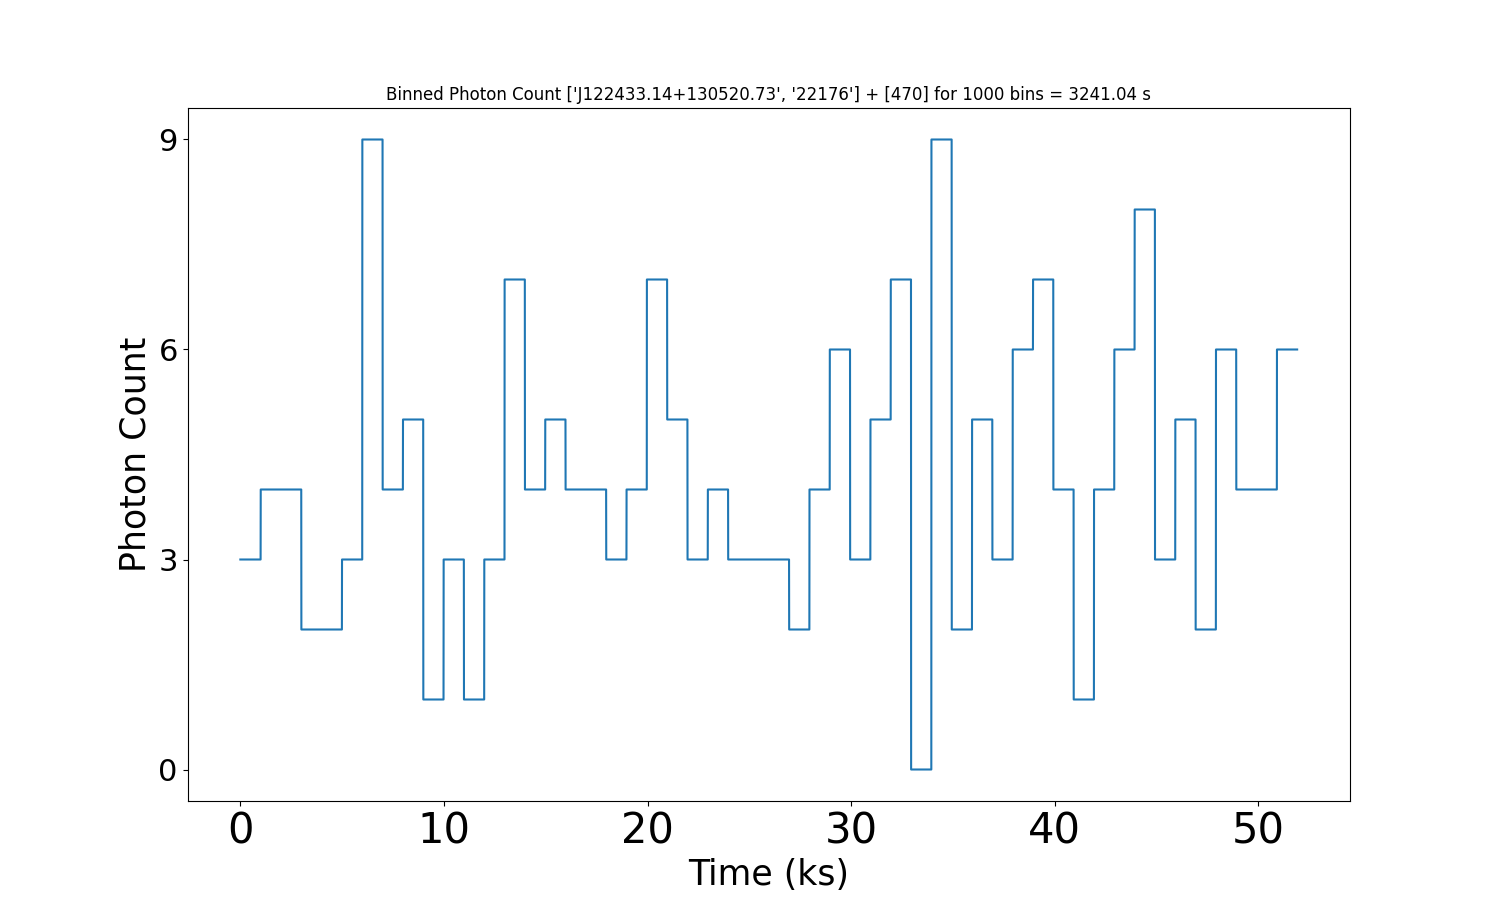 Binned Photon Count ['J122433.14+130520.73', '22176'] + [470] for 1000 bins = 3241.04 s
9
6
3
0
Photon Count
0 10 20 30 40 50
Time (ks)